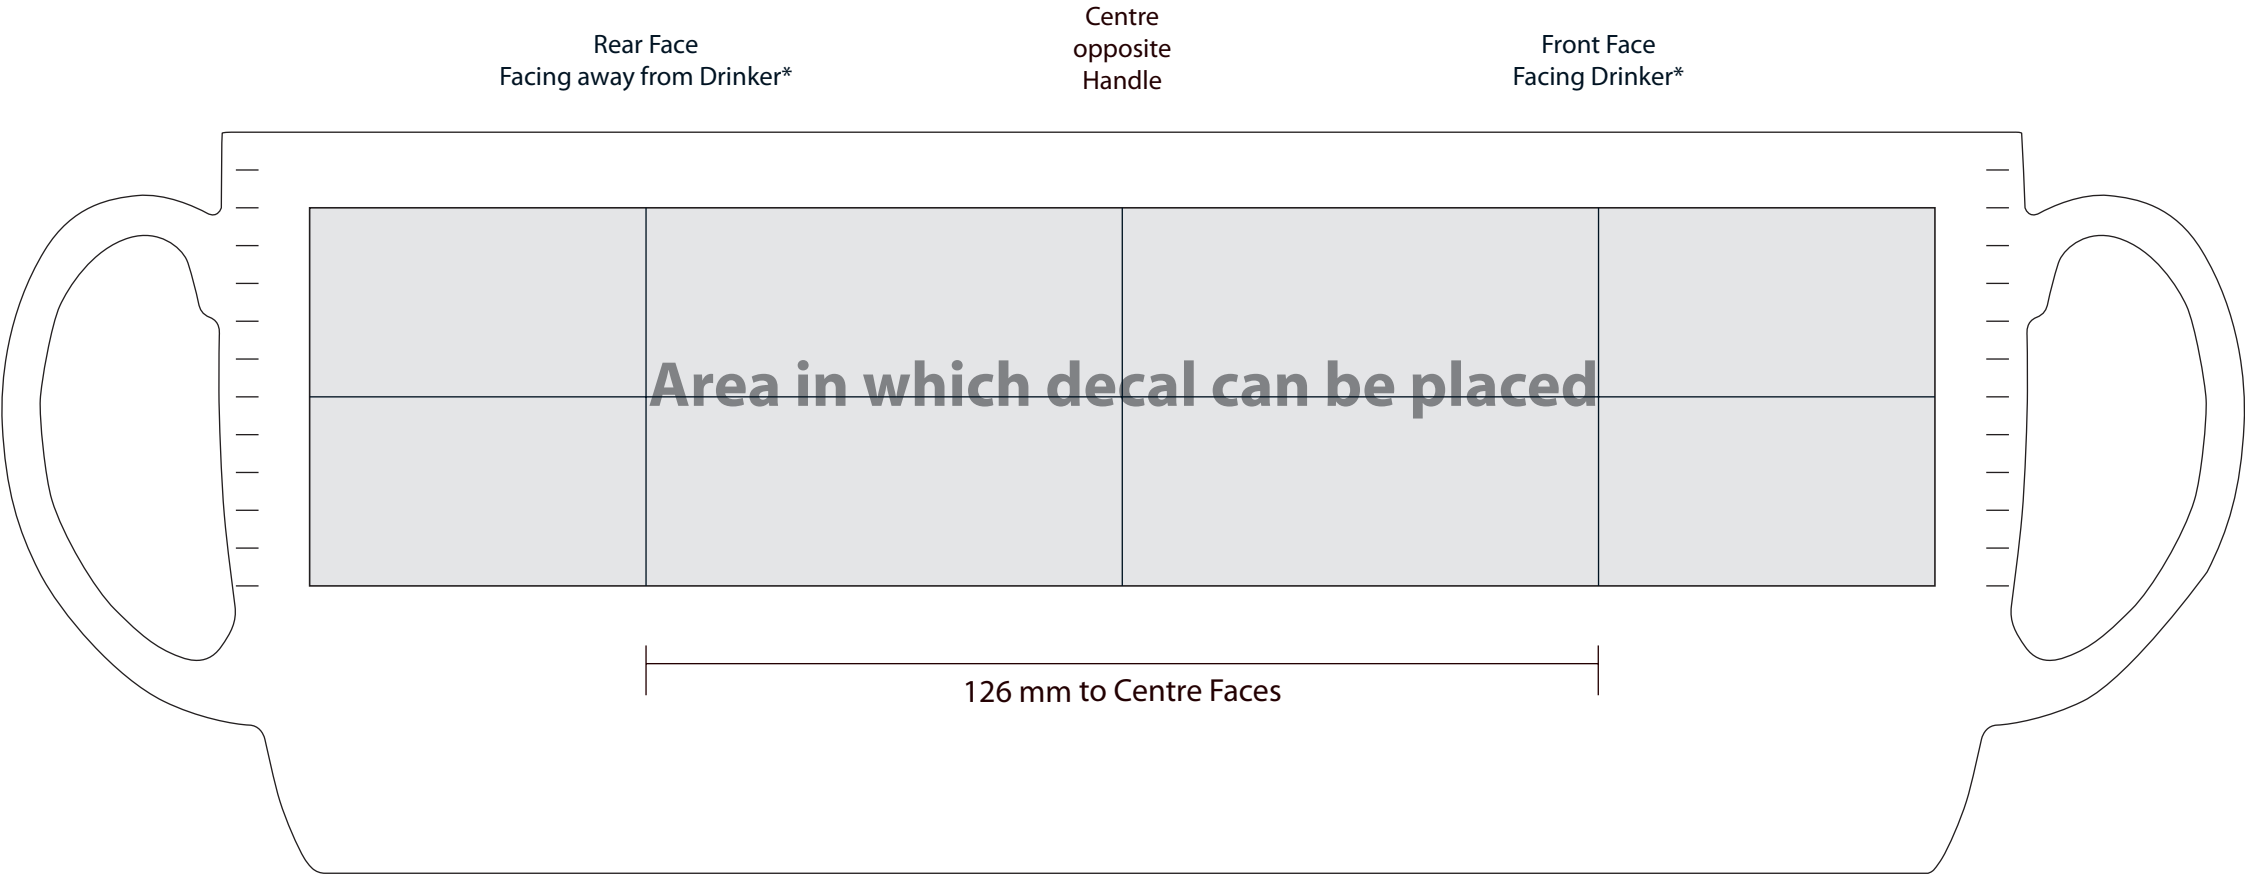 Rear Face
Facing away from Drinker*
Centre
opposite
Handle
Front Face
Facing Drinker*
Area in which decal can be placed
126 mm to Centre Faces